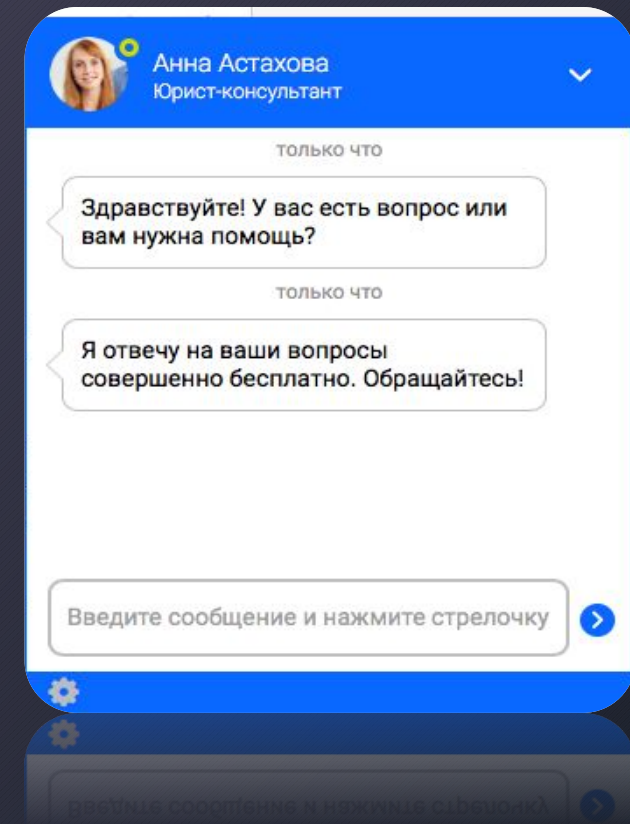 Анна Астахова
Юрист-консультант
только что
Здравствуйте! У вас есть вопрос или
вам нужна помощь?
только что
Я отвечу на ваши вопросы
совершенно бесплатно. Обращайтесь!
Введите сообщение и нажмите стрелочку